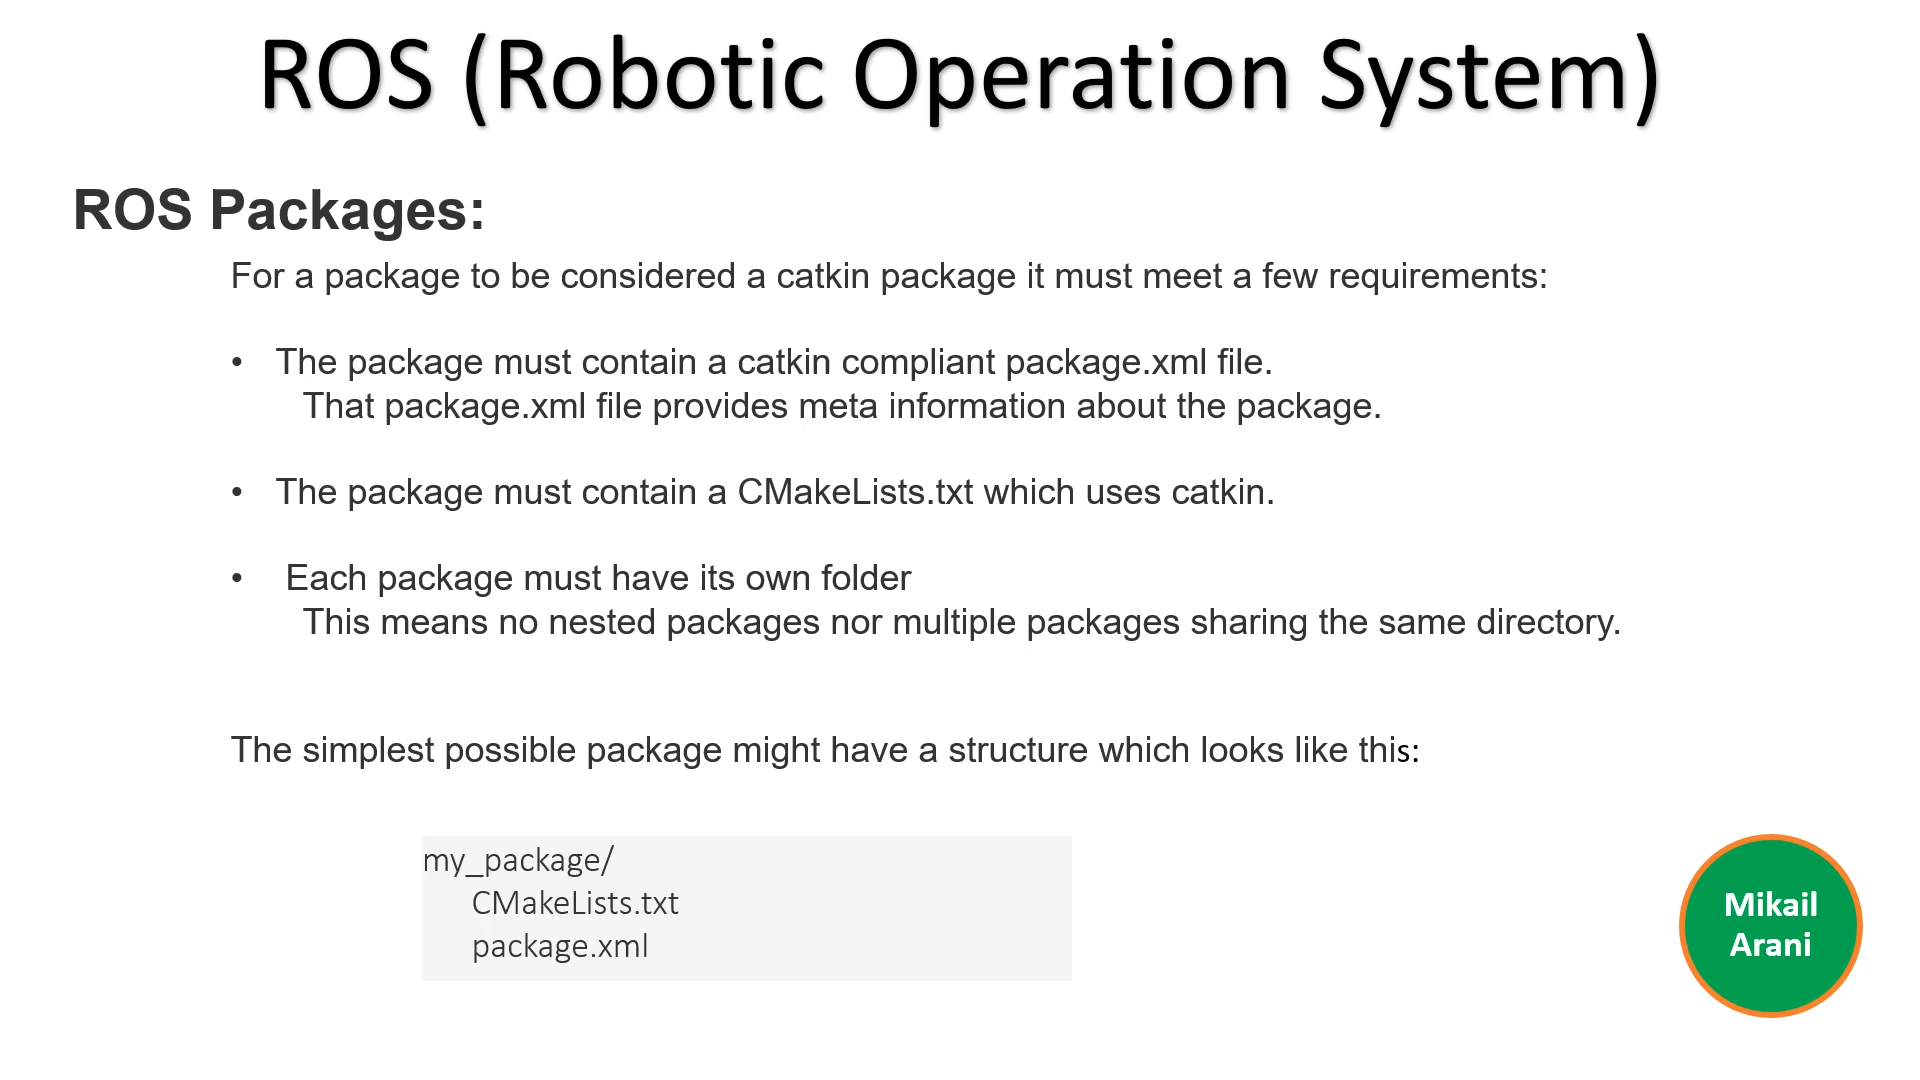 ROS (Robotic Operation System)
ROS Packages:
For a package to be considered a catkin package it must meet a few requirements:
• The package must contain a catkin compliant package.xml file.
That package.xml file provides meta information about the package.
• The package must contain a CMakeLists.txt which uses catkin.
• Each package must have its own folder
This means no nested packages nor multiple packages sharing the same directory.
The simplest possible package might have a structure which looks like this:
my_package/
CMakeLists.txt
package.xml
Mikail
Arani